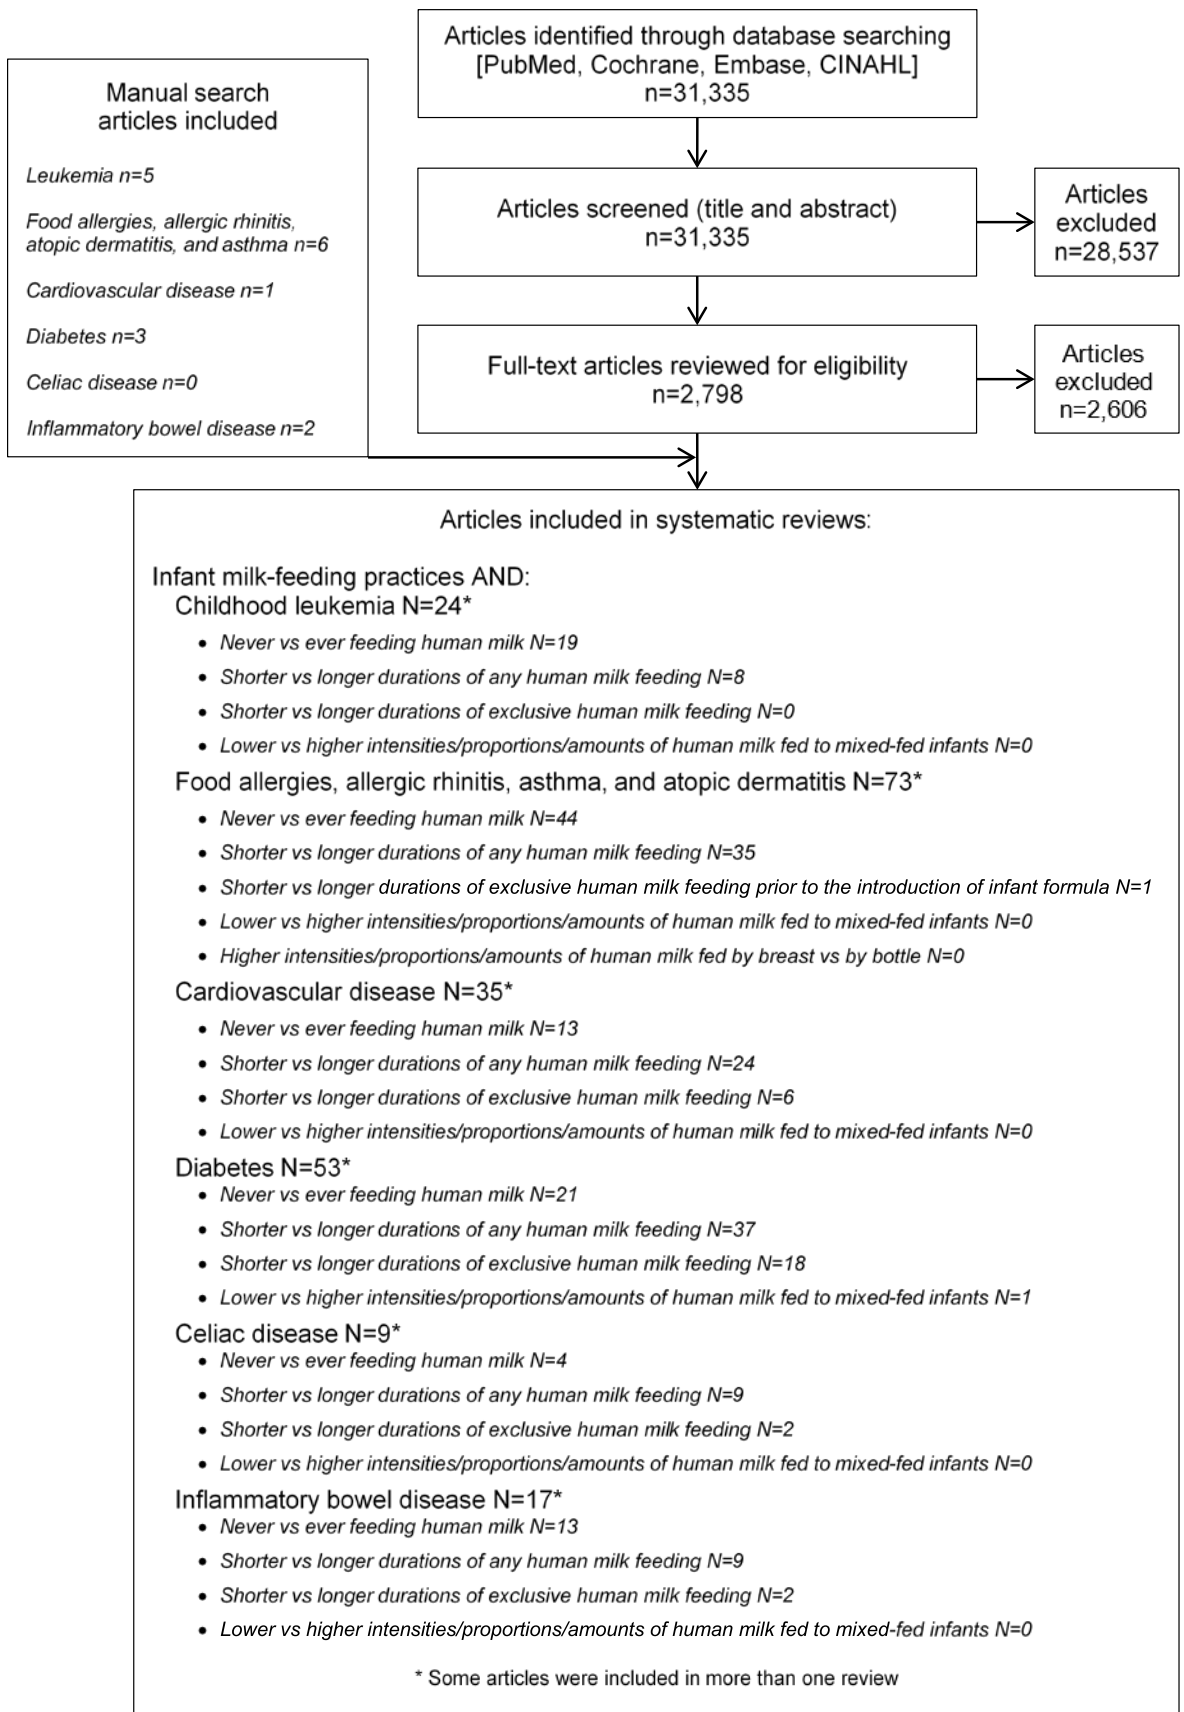 Articles identified through database searching
[PubMed, Cochrane, Embase, CINAHL]
n=31,335
Manual search
articles included
Leukemia n=5
Food allergies, allergic rhinitis,
atopic dermatitis, and asthma n=6
Cardiovascular disease n=1
Diabetes n=3
Celiac disease n=0
Inflammatory bowel disease n=2
Articles screened (title and abstract)
n=31,335
Articles
excluded
n=28,537
Full-text articles reviewed for eligibility
n=2,798
Articles
excluded
n=2,606
Articles included in systematic reviews:
Infant milk-feeding practices AND:
Childhood leukemia N=24*
• Never vs ever feeding human milk N=19
• Shorter vs longer durations of any human milk feeding N=8
• Shorter vs longer durations of exclusive human milk feeding N=0
• Lower vs higher intensities/proportions/amounts of human milk fed to mixed-fed infants N=0
Food allergies, allergic rhinitis, asthma, and atopic dermatitis N=73*
• Never vs ever feeding human milk N=44
• Shorter vs longer durations of any human milk feeding N=35
• Shorter vs longer durations of exclusive human milk feeding prior to the introduction of infant formula N=1
• Lower vs higher intensities/proportions/amounts of human milk fed to mixed-fed infants N=0
• Higher intensities/proportions/amounts of human milk fed by breast vs by bottle N=0
Cardiovascular disease N=35*
• Never vs ever feeding human milk N=13
• Shorter vs longer durations of any human milk feeding N=24
• Shorter vs longer durations of exclusive human milk feeding N=6
• Lower vs higher intensities/proportions/amounts of human milk fed to mixed-fed infants N=0
Diabetes N=53*
• Never vs ever feeding human milk N=21
• Shorter vs longer durations of any human milk feeding N=37
• Shorter vs longer durations of exclusive human milk feeding N=18
• Lower vs higher intensities/proportions/amounts of human milk fed to mixed-fed infants N=1
Celiac disease N=9*
• Never vs ever feeding human milk N=4
• Shorter vs longer durations of any human milk feeding N=9
• Shorter vs longer durations of exclusive human milk feeding N=2
• Lower vs higher intensities/proportions/amounts of human milk fed to mixed-fed infants N=0
Inflammatory bowel disease N=17*
• Never vs ever feeding human milk N=13
• Shorter vs longer durations of any human milk feeding N=9
• Shorter vs longer durations of exclusive human milk feeding N=2
• Lower vs higher intensities/proportions/amounts of human milk fed to mixed-fed infants N=0
* Some articles were included in more than one review